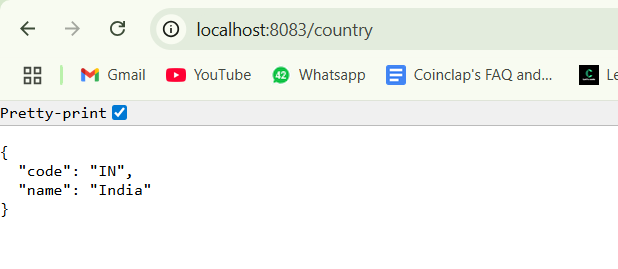 localhost:8083/country
Gmail YouTube 42 Whatsapp Coinclap's FAQ and... C Le
Pretty-print
{
"code": "IN",
"name": "India"
}